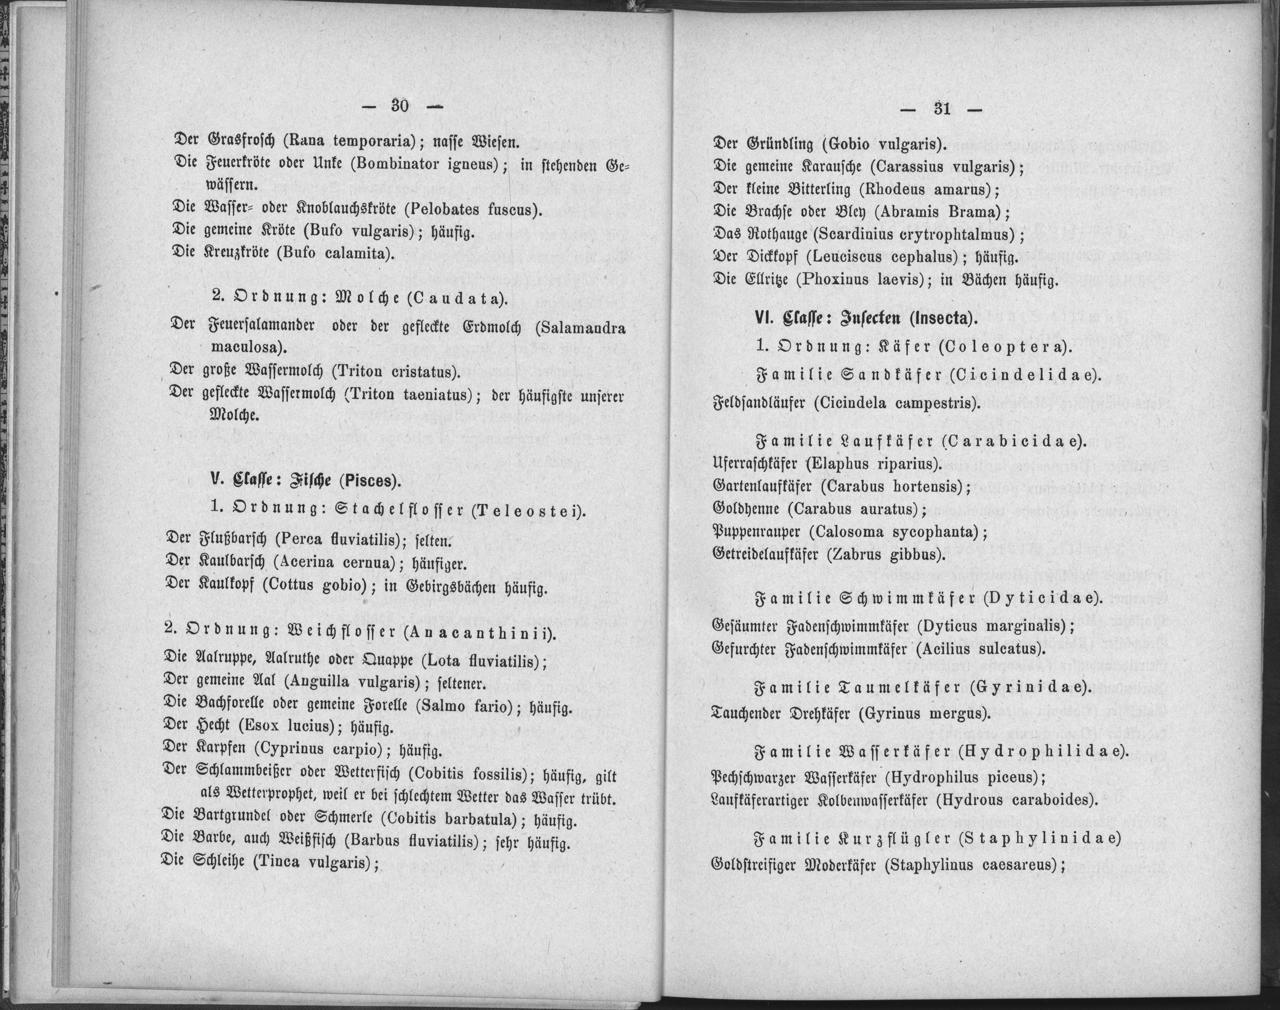 — 30 —
Der Grasfrosch (Rana temporaria); nasse Wiesen.
Die Feuerkröte oder Unke (Bombinator igneus); in stehenden Ge-
wässern.
Die Wasser- oder Knoblauchskröte (Pelobates fuscus).
Die gemeine Kröte (Bufo vulgaris); häufig.
Die Kreuzkröte (Bufo calamita).
2. Ordnung: Molche (Caudata).
Der Feuersalamander oder der gefleckte Erdmolch (Salamandra
maculosa).
Der große Wassermolch (Triton cristatus).
Der gefleckte Wassermolch (Triton taeniatus); der häufigste unserer
Molche.
V. Classe: Fische (Pisces).
1. Ordnung: Stachelflosser (Teleostei).
Der Flußbarsch (Perca fluviatilis); selten.
Der Kaulbarsch (Acerina cernua); häufiger.
Der Kaulkopf (Cottus gobio); in Gebirgsbächen häufig.
2. Ordnung: Weichflosser (Anacanthinii).
Die Aalruppe, Aalruthe oder Quappe (Lota fluviatilis);
Der gemeine Aal (Anguilla vulgaris); seltener.
Die Bachforelle oder gemeine Forelle (Salmo fario); häufig.
Der Hecht (Esox lucius); häufig.
Der Karpfen (Cyprinus carpio); häufig.
Der Schlammbeißer oder Wetterfisch (Cobitis fossilis); häufig, gilt
als Wetterprophet, weil er bei schlechtem Wetter das Wasser trübt.
Die Bartgrundel oder Schmerle (Cobitis barbatula); häufig.
Die Barbe, auch Weißfisch (Barbus fluviatilis); sehr häufig.
Die Schleihe (Tinca vulgaris);
— 31 —
Der Gründling (Gobio vulgaris).
Die gemeine Karausche (Carassius vulgaris);
Der kleine Bitterling (Rhodeus amarus);
Die Brachse oder Bley (Abramis Brama);
Das Rothauge (Scardinius erytrophtalmus);
Der Dickkopf (Leuciscus cephalus); häufig.
Die Ellritze (Phoxinus laevis); in Bächen häufig.
VI. Classe: Insecten (Insecta).
1. Ordnung: Käfer (Coleoptera).
Familie Sandkäfer (Cicindelidae).
Feldsandläufer (Cicindela campestris).
Familie Laufkäfer (Carabicidae).
Uferraschkäfer (Elaphus riparius).
Gartenlaufkäfer (Carabus hortensis);
Goldhenne (Carabus auratus);
Puppenrauper (Calosoma sycophanta);
Getreidelaufkäfer (Zabrus gibbus).
Familie Schwimmkäfer (Dyticidae).
Gesäumter Fadenschwimmkäfer (Dyticus marginalis);
Gefurchter Fadenschwimmkäfer (Acilius sulcatus).
Familie Taumelkäfer (Gyrinidae).
Tauchender Drehkäfer (Gyrinus mergus).
Familie Wasserkäfer (Hydrophilidae).
Pechschwarzer Wasserkäfer (Hydrophilus piceus);
Laufkäferartiger Kolbenwasserkäfer (Hydrous caraboides).
Familie Kurzflügler (Staphylinidae)
Goldstreifiger Moderkäfer (Staphylinus caesareus);